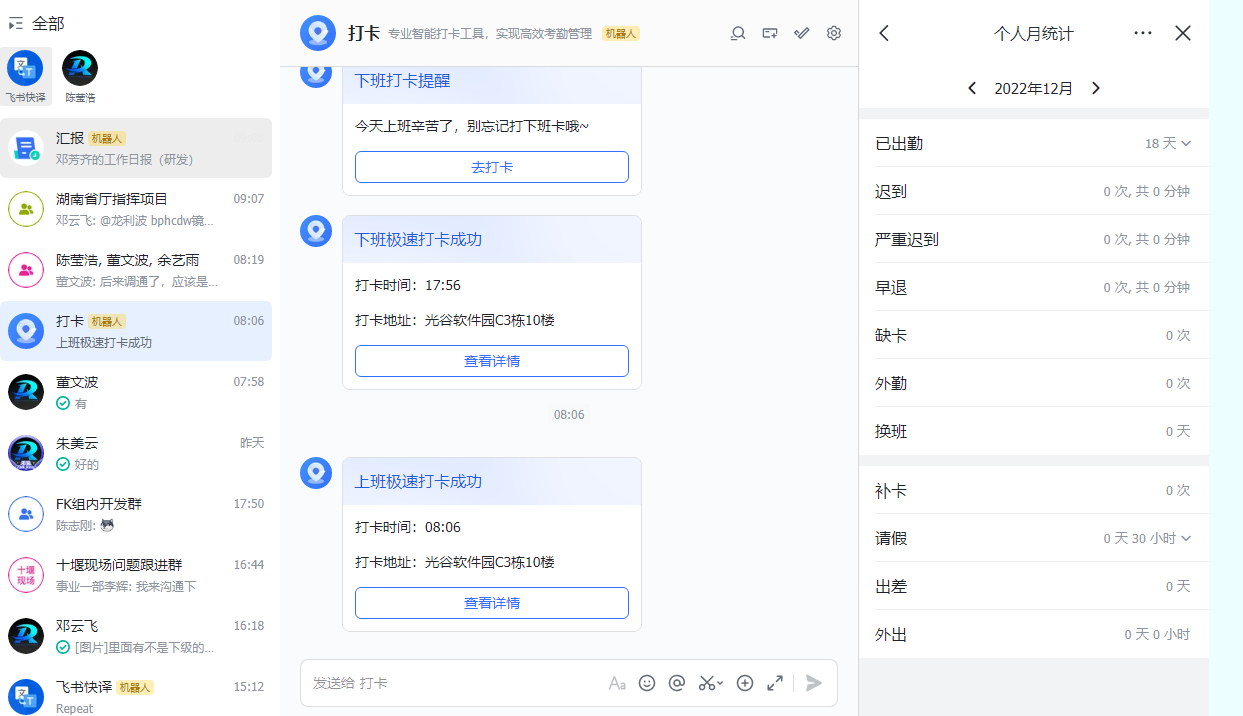 全部
飞书快译
陈莹浩
汇报 机器人
邓芳齐的工作日报（研发）
湖南省厅指挥项目 09:07
邓云飞: @龙利波 bphcdw镜...
陈莹浩, 董文波, 余艺雨 08:19
董文波: 后来调通了，应该是...
打卡 机器人 08:06
上班极速打卡成功
董文波 07:58
有
朱美云 昨天
好的
FK组内开发群 17:50
陈志刚:
十堰现场
十堰现场问题跟进群 16:44
事业一部李辉: 我来沟通下
邓云飞 16:18
[图片]里面有不是下级的...
飞书快译 机器人 15:12
Repeat
打卡 专业智能打卡工具，实现高效考勤管理 机器人
下班打卡提醒
今天上班辛苦了，别忘记打下班卡哦~
去打卡
下班极速打卡成功
打卡时间：17:56
打卡地址：光谷软件园C3栋10楼
查看详情
08:06
上班极速打卡成功
打卡时间：08:06
打卡地址：光谷软件园C3栋10楼
查看详情
发送给 打卡
Aa
个人月统计
2022年12月
已出勤 18 天
迟到 0 次, 共 0 分钟
严重迟到 0 次, 共 0 分钟
早退 0 次, 共 0 分钟
缺卡 0 次
外勤 0 次
换班 0 天
补卡 0 次
请假 0 天 30 小时
出差 0 天
外出 0 天 0 小时